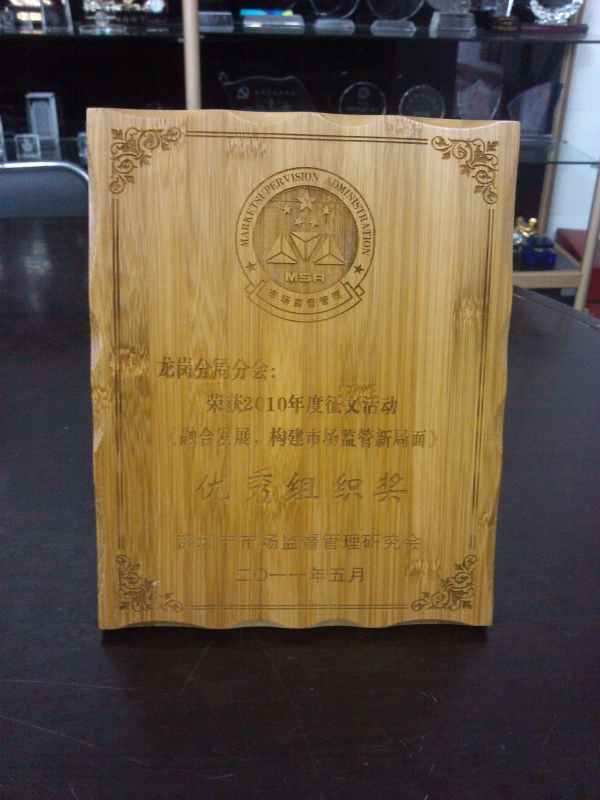 MARKETSUPERVISION ADMINISTRATION
MSA
市场监督管理
龙岗分局分会:
荣获2010年度征文活动
《融合发展,构建市场监管新局面》
优秀组织奖
深圳市市场监督管理研究会
二〇一一年五月